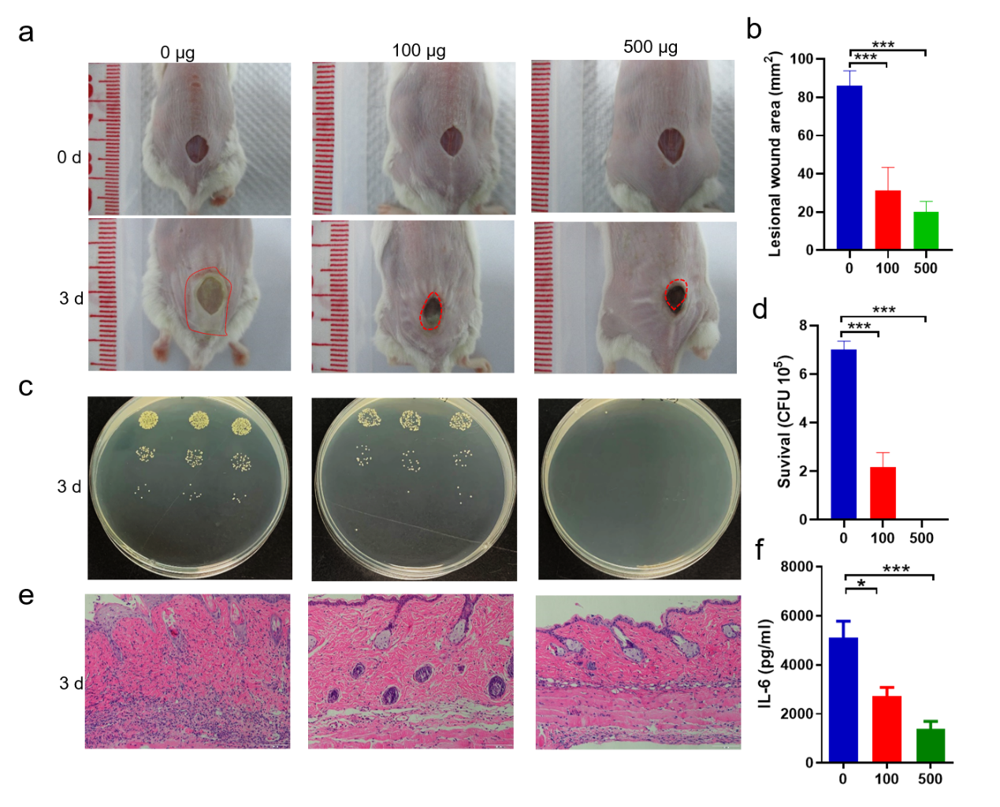 a
0 µg
100 µg
500 µg
0 d
3 d
b
Lesional wound area (mm²)
100
80
60
40
20
0
***
***
0
100
500
c
3 d
d
Suvival (CFU 10⁵)
8
6
4
2
0
***
***
0
100
500
e
3 d
f
IL-6 (pg/ml)
8000
6000
4000
2000
0
***
*
0
100
500